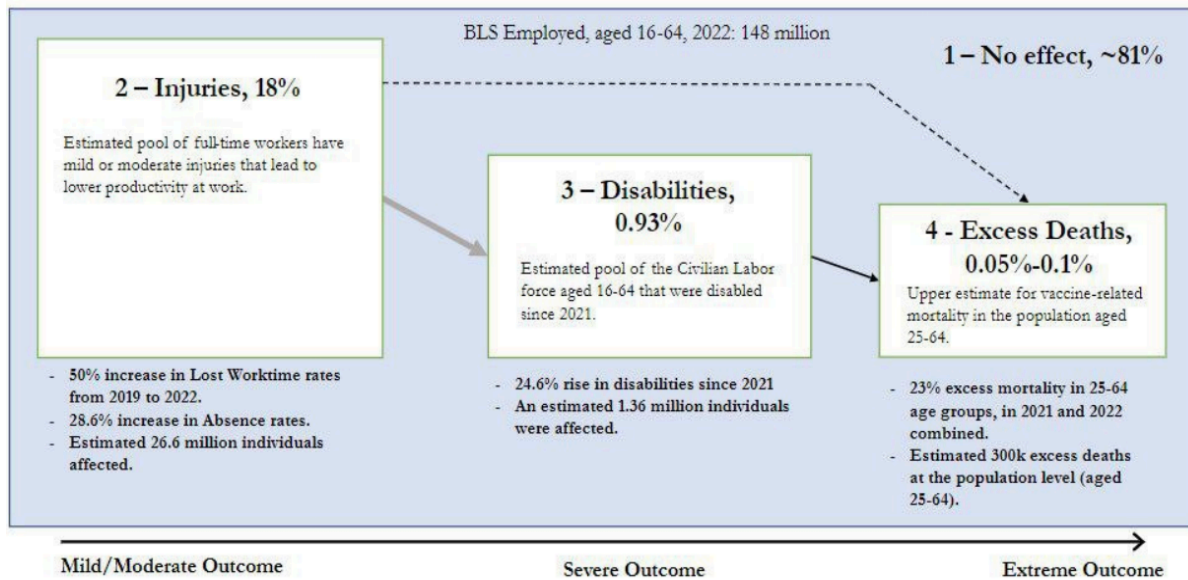 BLS Employed, aged 16-64, 2022: 148 million
1 – No effect, ~81%
2 – Injuries, 18%
Estimated pool of full-time workers have
mild or moderate injuries that lead to
lower productivity at work.
3 – Disabilities,
0.93%
Estimated pool of the Civilian Labor
force aged 16-64 that were disabled
since 2021.
4 - Excess Deaths,
0.05%-0.1%
Upper estimate for vaccine-related
mortality in the population aged
25-64.
- 50% increase in Lost Worktime rates
from 2019 to 2022.
- 28.6% increase in Absence rates.
- Estimated 26.6 million individuals
affected.
- 24.6% rise in disabilities since 2021
- An estimated 1.36 million individuals
were affected.
- 23% excess mortality in 25-64
age groups, in 2021 and 2022
combined.
- Estimated 300k excess deaths
at the population level (aged
25-64).
Mild/Moderate Outcome
Severe Outcome
Extreme Outcome